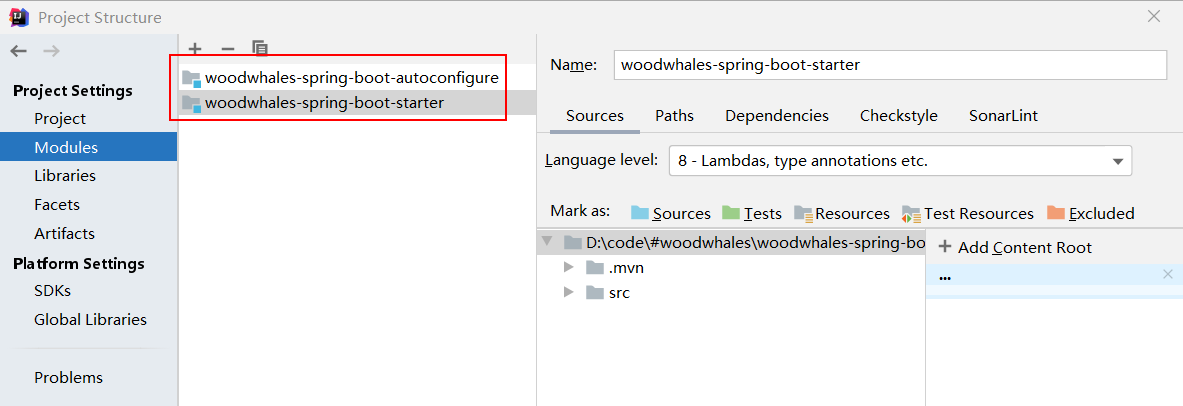 Project Structure
Project Settings
Project
Modules
Libraries
Facets
Artifacts
Platform Settings
SDKs
Global Libraries
Problems
woodwhales-spring-boot-autoconfigure
woodwhales-spring-boot-starter
Name: woodwhales-spring-boot-starter
Sources Paths Dependencies Checkstyle SonarLint
Language level: 8 - Lambdas, type annotations etc.
Mark as: Sources Tests Resources Test Resources Excluded
D:\code\#woodwhales\woodwhales-spring-bo
.mvn
src
+ Add Content Root
...